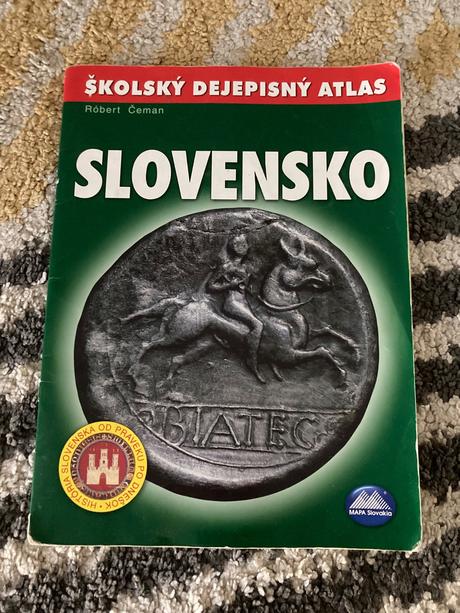 ŠKOLSKÝ DEJEPISNÝ ATLAS
Róbert Čeman
SLOVENSKO
BIATEC
HISTÓRIA SLOVENSKA OD PRAVEKU PO DNEŠOK
MAPA Slovakia